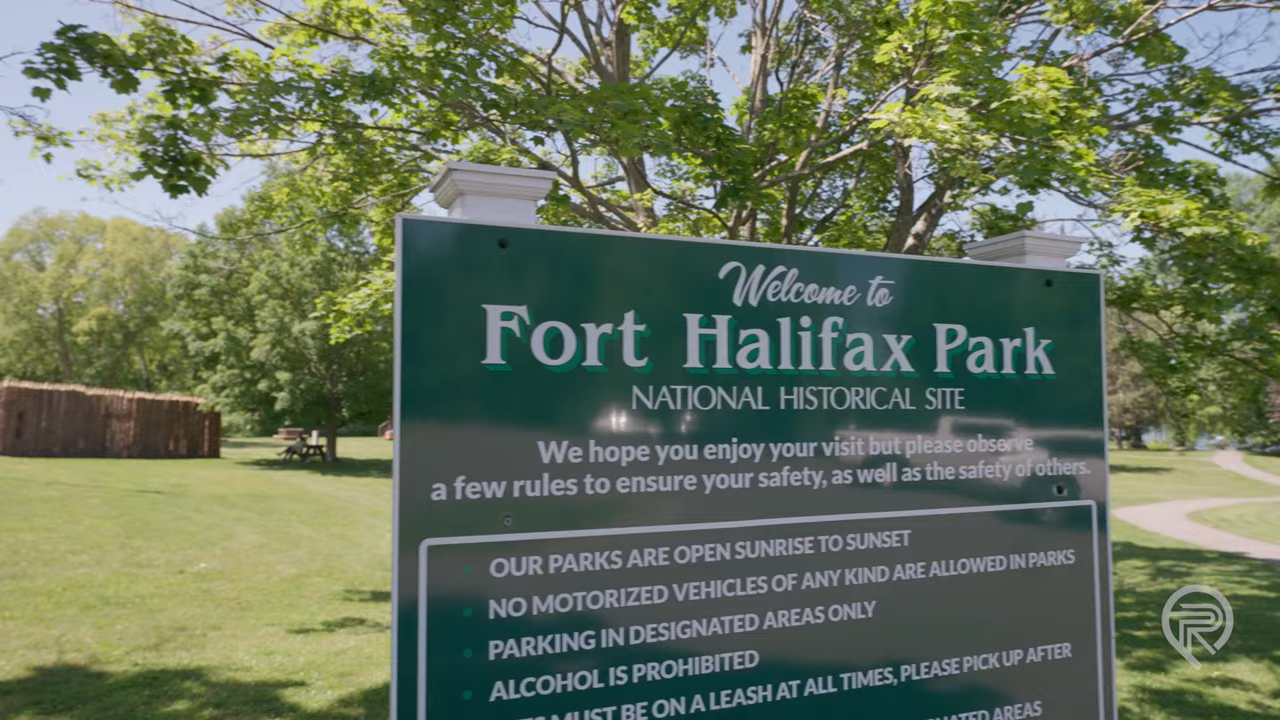 Welcome to
Fort Halifax Park
NATIONAL HISTORICAL SITE
We hope you enjoy your visit but please observe
a few rules to ensure your safety, as well as the safety of others.
OUR PARKS ARE OPEN SUNRISE TO SUNSET
NO MOTORIZED VEHICLES OF ANY KIND ARE ALLOWED IN PARKS
PARKING IN DESIGNATED AREAS ONLY
ALCOHOL IS PROHIBITED
MUST BE ON A LEASH AT ALL TIMES, PLEASE PICK UP AFTER
AREAS